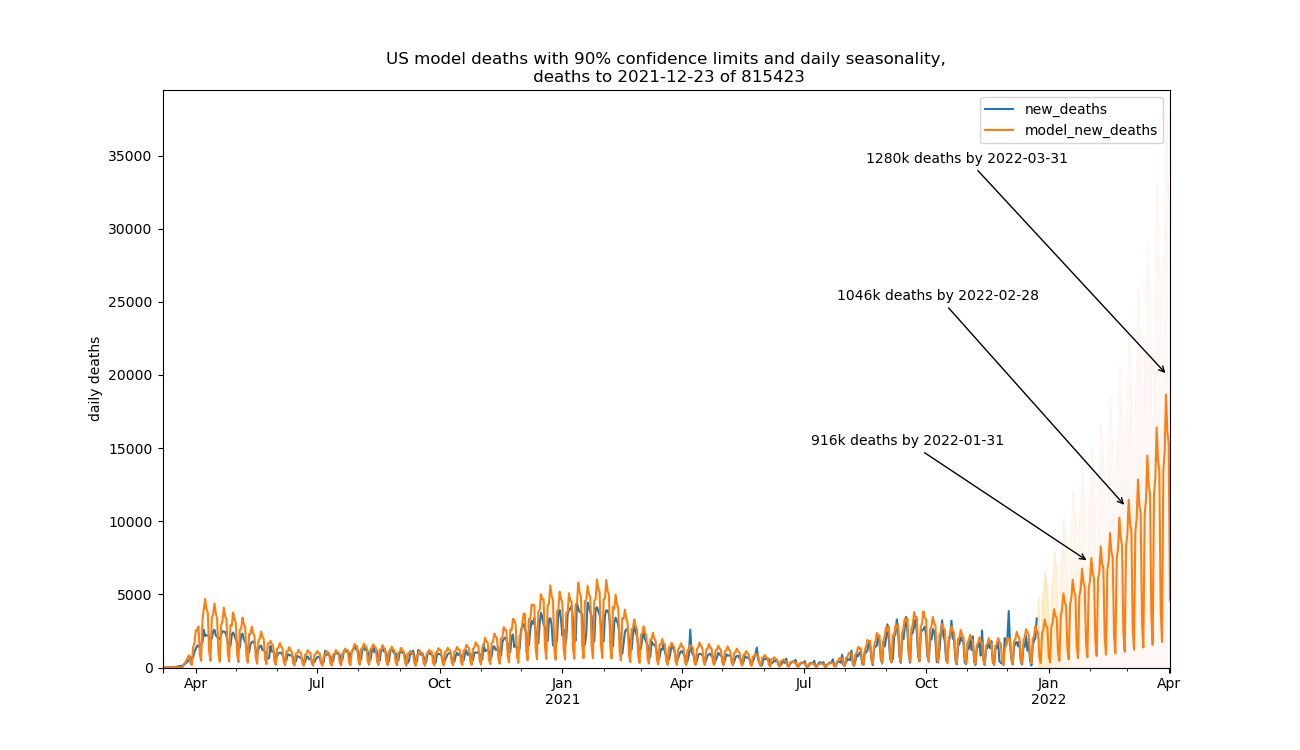 US model deaths with 90% confidence limits and daily seasonality,
deaths to 2021-12-23 of 815423
new_deaths
model_new_deaths
1280k deaths by 2022-03-31
1046k deaths by 2022-02-28
916k deaths by 2022-01-31
daily deaths
35000
30000
25000
20000
15000
10000
5000
0
Apr Jul Oct Jan Apr Jul Oct Jan Apr
2021 2022